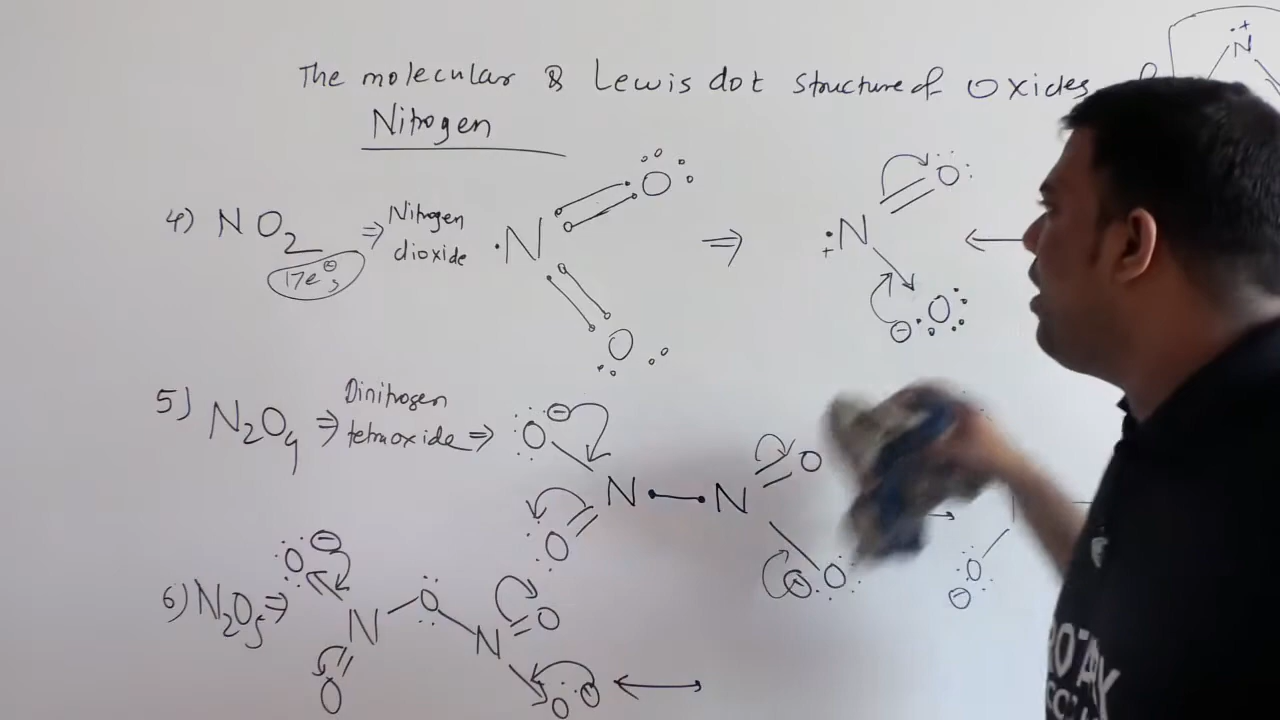 The molecular & Lewis dot structure of Oxides
Nitrogen
N
4) NO2 ⇒ Nitrogen dioxide
17e⊖s
·N
O
O
⇒
N
+
O
⊖
O
5) N2O4 ⇒ Dinitrogen tetraoxide ⇒
O
⊖
N
O
N
O
⊖
O
O
⊖
6) N2O5 ⇒
O
⊖
N
O
O
N
O
O
⊖